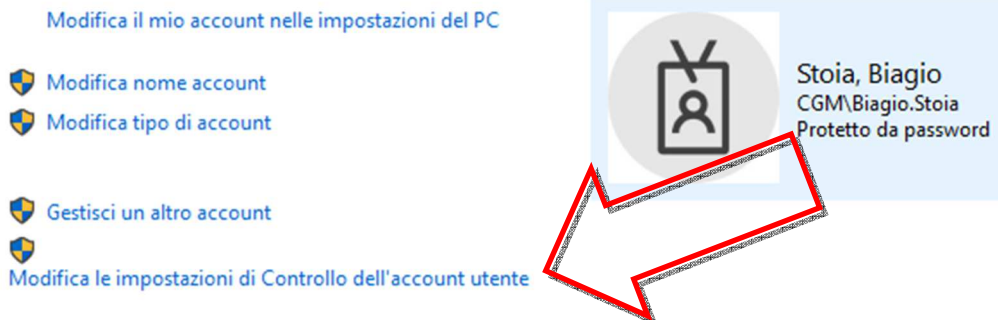 Modifica il mio account nelle impostazioni del PC
Modifica nome account
Modifica tipo di account
Gestisci un altro account
Modifica le impostazioni di Controllo dell'account utente
Stoia, Biagio
CGM\Biagio.Stoia
Protetto da password